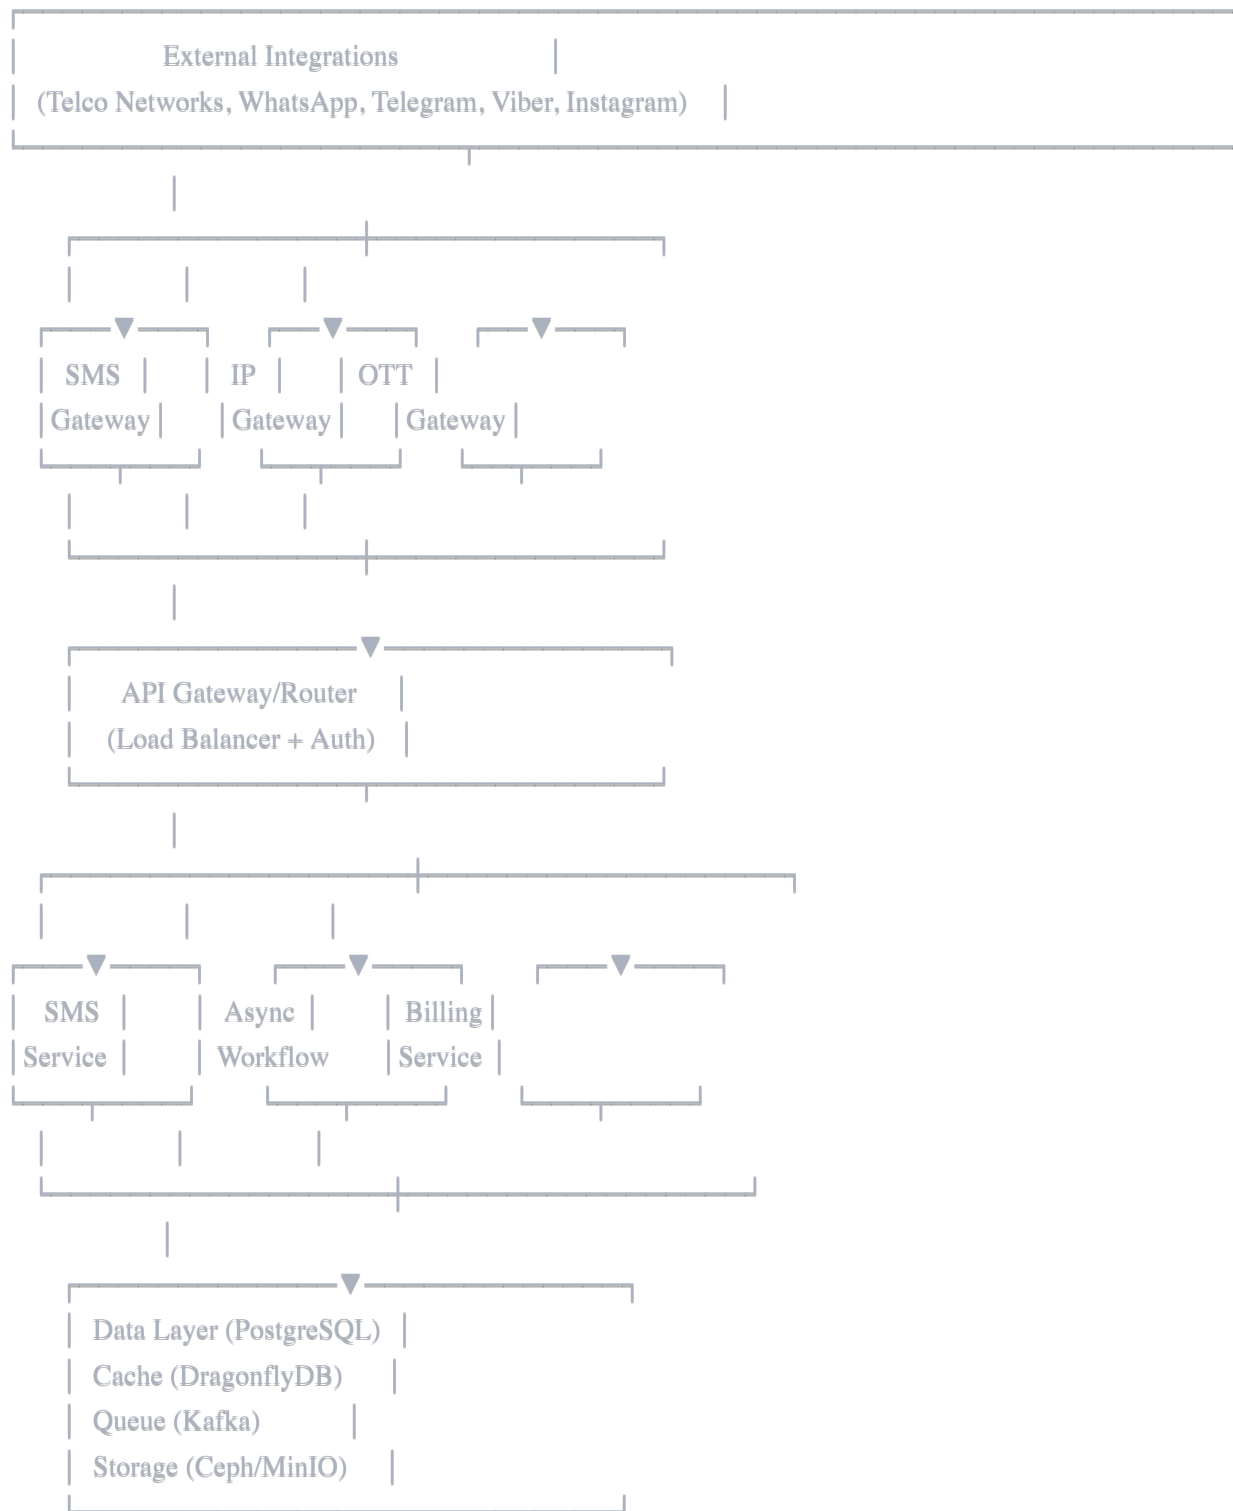 External Integrations
(Telco Networks, WhatsApp, Telegram, Viber, Instagram)
SMS IP OTT
Gateway Gateway Gateway
API Gateway/Router
(Load Balancer + Auth)
SMS Async Billing
Service Workflow Service
Data Layer (PostgreSQL)
Cache (DragonflyDB)
Queue (Kafka)
Storage (Ceph/MinIO)